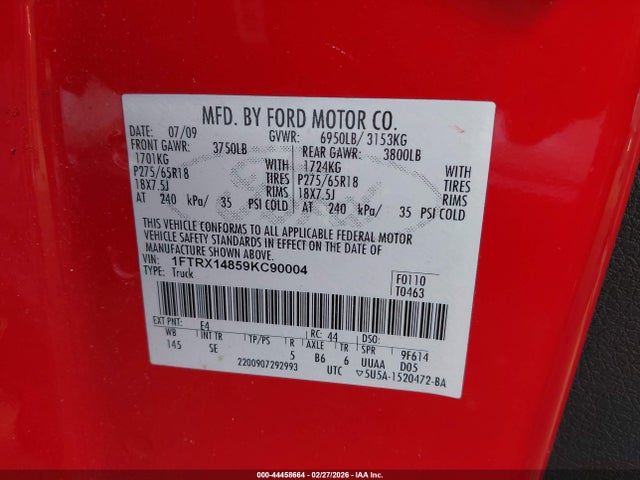 MFD. BY FORD MOTOR CO.
DATE: 07/09 GVWR: 6950LB/ 3153KG
FRONT GAWR: 3750LB REAR GAWR: 3800LB
1701KG WITH 1724KG WITH
P275/65R18 TIRES P275/65R18 TIRES
18X7.5J RIMS 18X7.5J RIMS
AT 240 kPa/ 35 PSI COLD AT 240 kPa/ 35 PSI COLD
THIS VEHICLE CONFORMS TO ALL APPLICABLE FEDERAL MOTOR
VEHICLE SAFETY STANDARDS IN EFFECT ON THE DATE OF
MANUFACTURE SHOWN ABOVE.
VIN: 1FTRX14859KC90004
TYPE: Truck
F0110
T0463
EXT PNT: E4 RC: 44 DSO:
WB INT TR TP/PS R AXLE TR SPR 9F614
145 SE 5 B6 6 UUAA D05
2200907292993 UTC ▽5U5A-1520472-BA
000-44458664 - 02/27/2026 - IAA Inc.